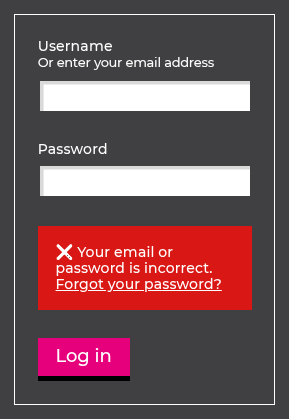 Username
Or enter your email address
Password
❌ Your email or
password is incorrect.
Forgot your password?
Log in